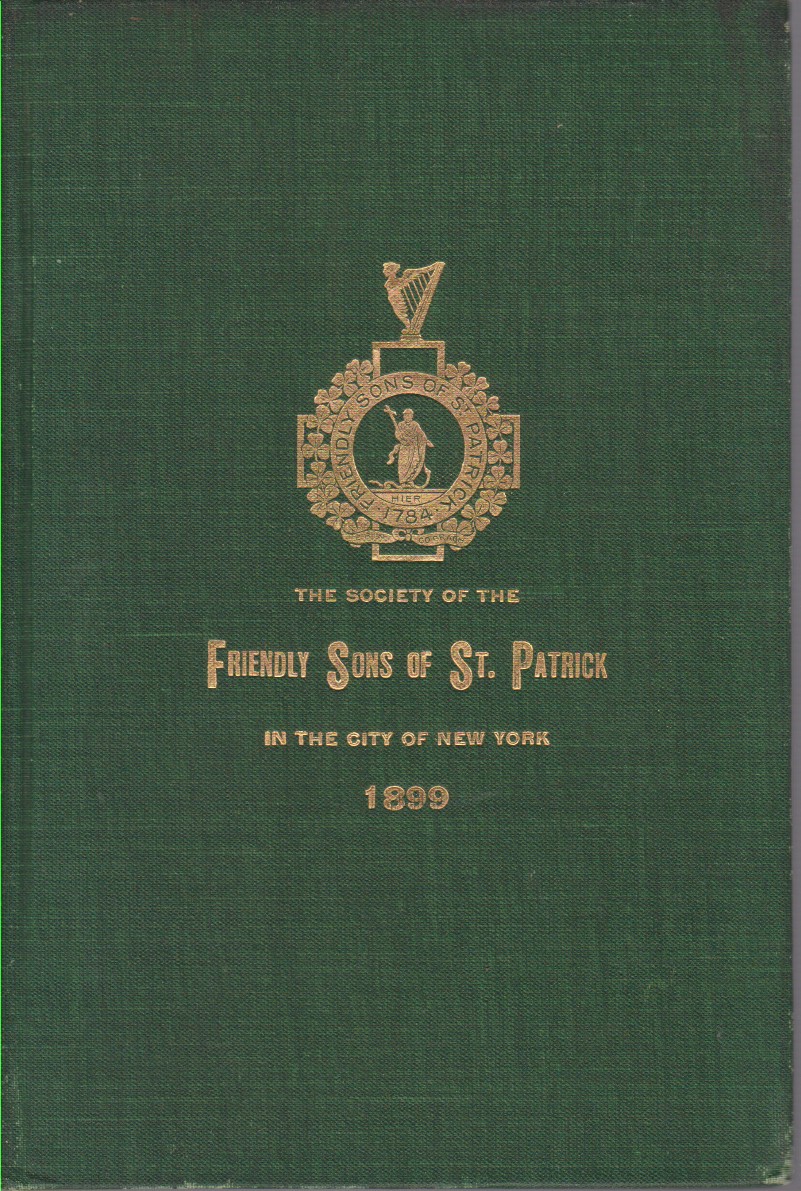 FRIENDLY SONS OF ST PATRICK
HIER
· 1784 ·
THE SOCIETY OF THE
FRIENDLY SONS OF ST. PATRICK
IN THE CITY OF NEW YORK
1899